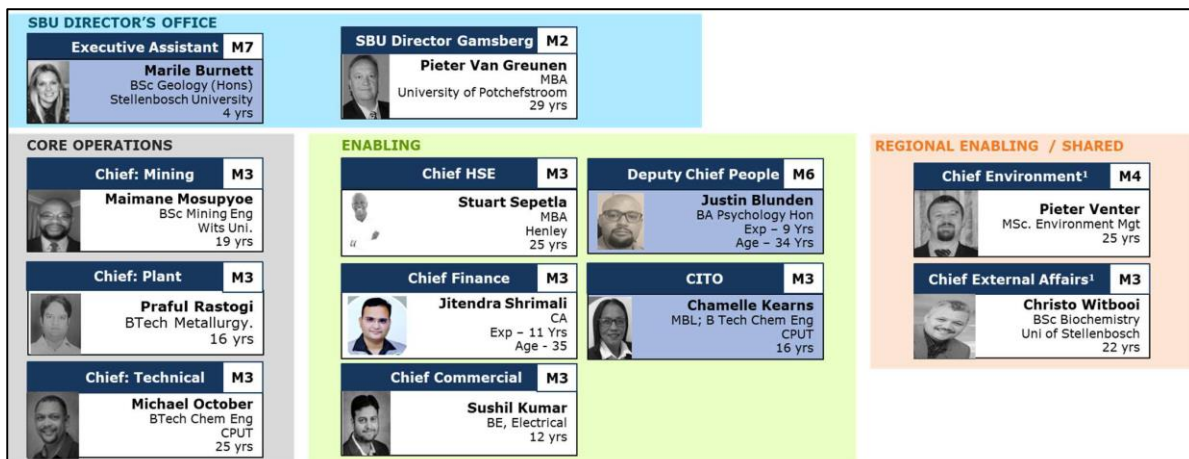 SBU DIRECTOR'S OFFICE
Executive Assistant M7
Marile Burnett
BSc Geology (Hons)
Stellenbosch University
4 yrs
SBU Director Gamsberg M2
Pieter Van Greunen
MBA
University of Potchefstroom
29 yrs
CORE OPERATIONS
Chief: Mining M3
Maimane Mosupyoe
BSc Mining Eng
Wits Uni.
19 yrs
Chief: Plant M3
Praful Rastogi
BTech Metallurgy.
16 yrs
Chief: Technical M3
Michael October
BTech Chem Eng
CPUT
25 yrs
ENABLING
Chief HSE M3
Stuart Sepetla
MBA
Henley
25 yrs
Deputy Chief People M6
Justin Blunden
BA Psychology Hon
Exp – 9 Yrs
Age – 34 Yrs
Chief Finance M3
Jitendra Shrimali
CA
Exp – 11 Yrs
Age - 35
CITO M3
Chamelle Kearns
MBL; B Tech Chem Eng
CPUT
16 yrs
Chief Commercial M3
Sushil Kumar
BE, Electrical
12 yrs
REGIONAL ENABLING / SHARED
Chief Environment¹ M4
Pieter Venter
MSc. Environment Mgt
25 yrs
Chief External Affairs¹ M3
Christo Witbooi
BSc Biochemistry
Uni of Stellenbosch
22 yrs